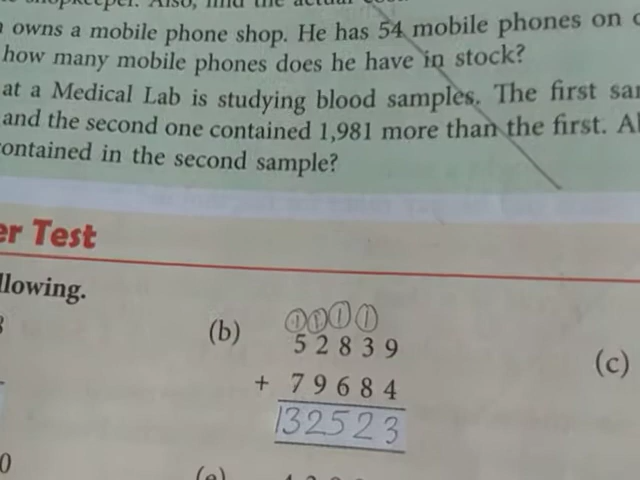 owns a mobile phone shop. He has 54 mobile phones on
how many mobile phones does he have in stock?
at a Medical Lab is studying blood samples. The first
and the second one contained 1,981 more than the first.
contained in the second sample?
er Test
llowing.
(b)
1 1 1 1
5 2 8 3 9
+ 7 9 6 8 4
132523
(c)
0
(e)